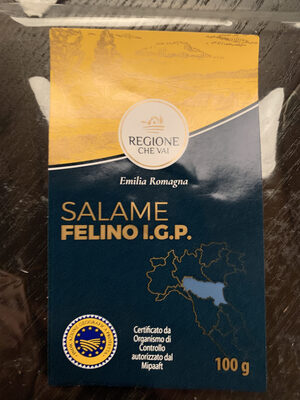 REGIONE
CHE VAI
Emilia Romagna
SALAME
FELINO I.G.P.
Certificato da
Organismo di
Controllo
autorizzato dal
Mipaaft
100 g